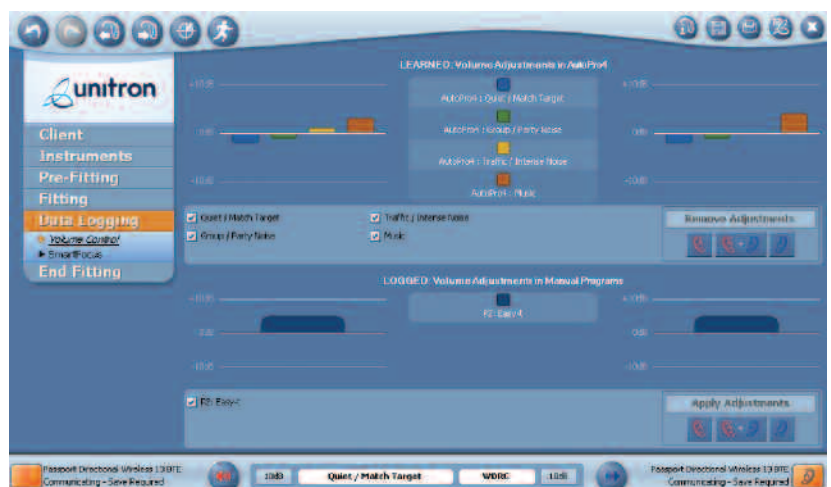 unitron
Client
Instruments
Pre-Fitting
Fitting
Data Logging
Volume Control
SmartFocus
End Fitting
LEARNED: Volume Adjustments in AutoPro4
+10dB
0dB
-10dB
AutoPro4 : Quiet / Match Target
AutoPro4 : Group / Party Noise
AutoPro4 : Traffic / Intense Noise
AutoPro4 : Music
+10dB
0dB
-10dB
Quiet / Match Target
Traffic / Intense Noise
Group / Party Noise
Music
Remove Adjustments
LOGGED: Volume Adjustments in Manual Programs
+10dB
0dB
-10dB
P2: Easy-t
+10dB
0dB
-10dB
P2: Easy-t
Apply Adjustments
Passport Directional Wireless 13 BTE
Communicating - Save Required
10dB
Quiet / Match Target
WDRC
10dB
Passport Directional Wireless 13 BTE
Communicating - Save Required